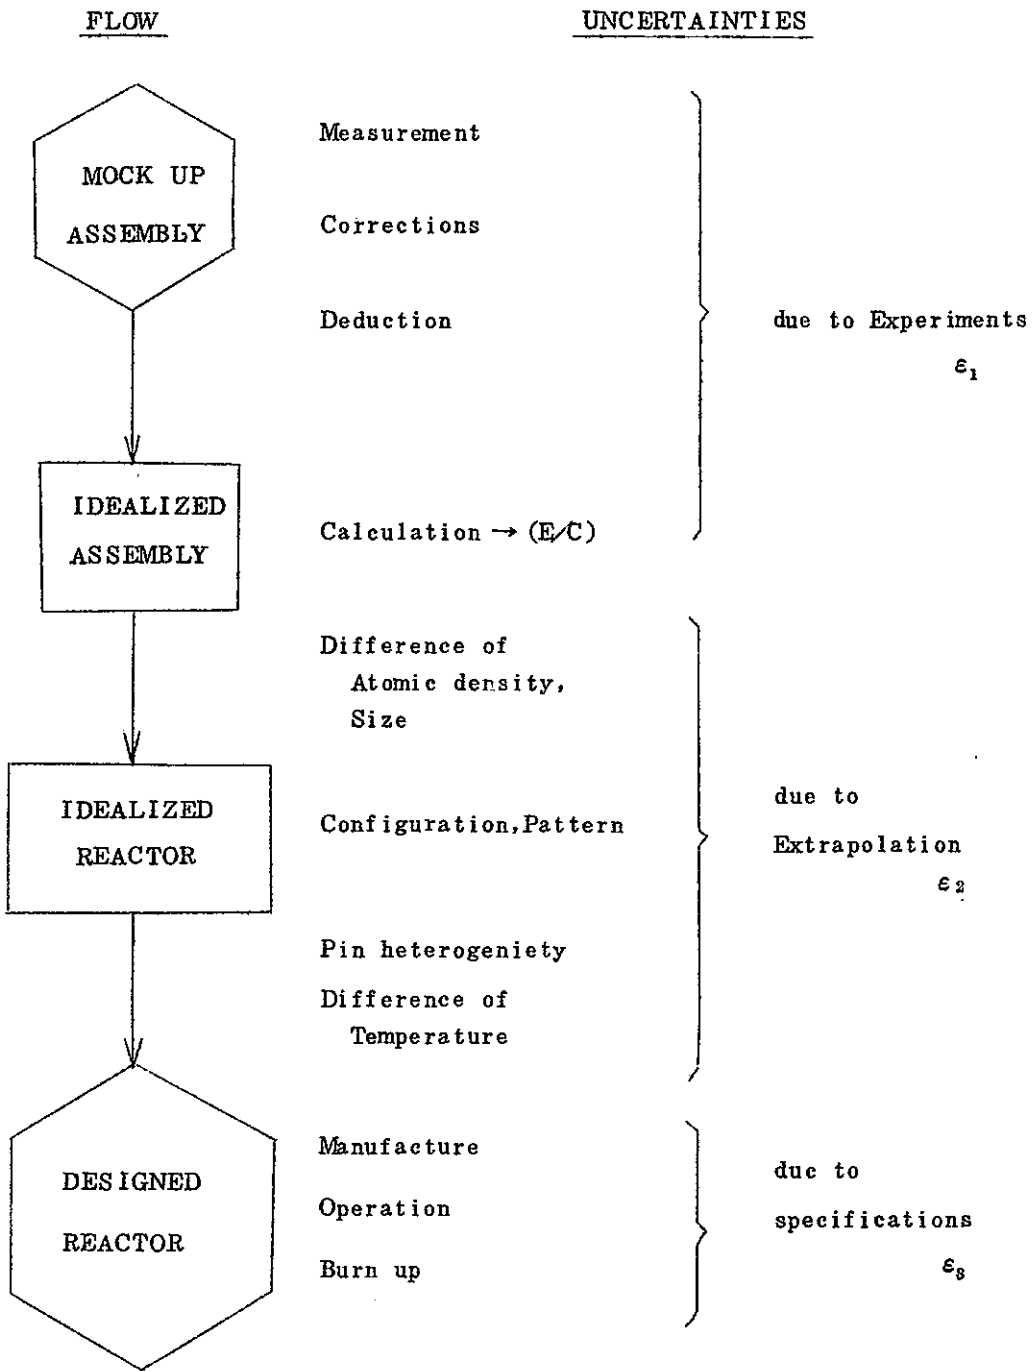 FLOW
UNCERTAINTIES
MOCK UP
ASSEMBLY
Measurement
Corrections
Deduction
due to Experiments
ε₁
IDEALIZED
ASSEMBLY
Calculation → (E/C)
Difference of
Atomic density,
Size
IDEALIZED
REACTOR
Configuration,Pattern
due to
Extrapolation
ε₂
Pin heterogeniety
Difference of
Temperature
DESIGNED
REACTOR
Manufacture
Operation
Burn up
due to
specifications
ε₃